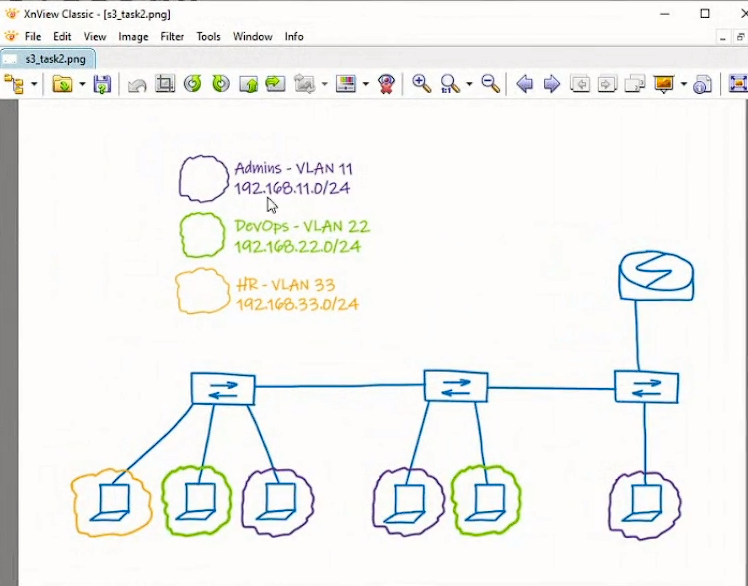 XnView Classic - [s3_task2.png]
File Edit View Image Filter Tools Window Info
s3_task2.png
1:1
Admins - VLAN 11
192.168.11.0/24
DevOps - VLAN 22
192.168.22.0/24
HR - VLAN 33
192.168.33.0/24